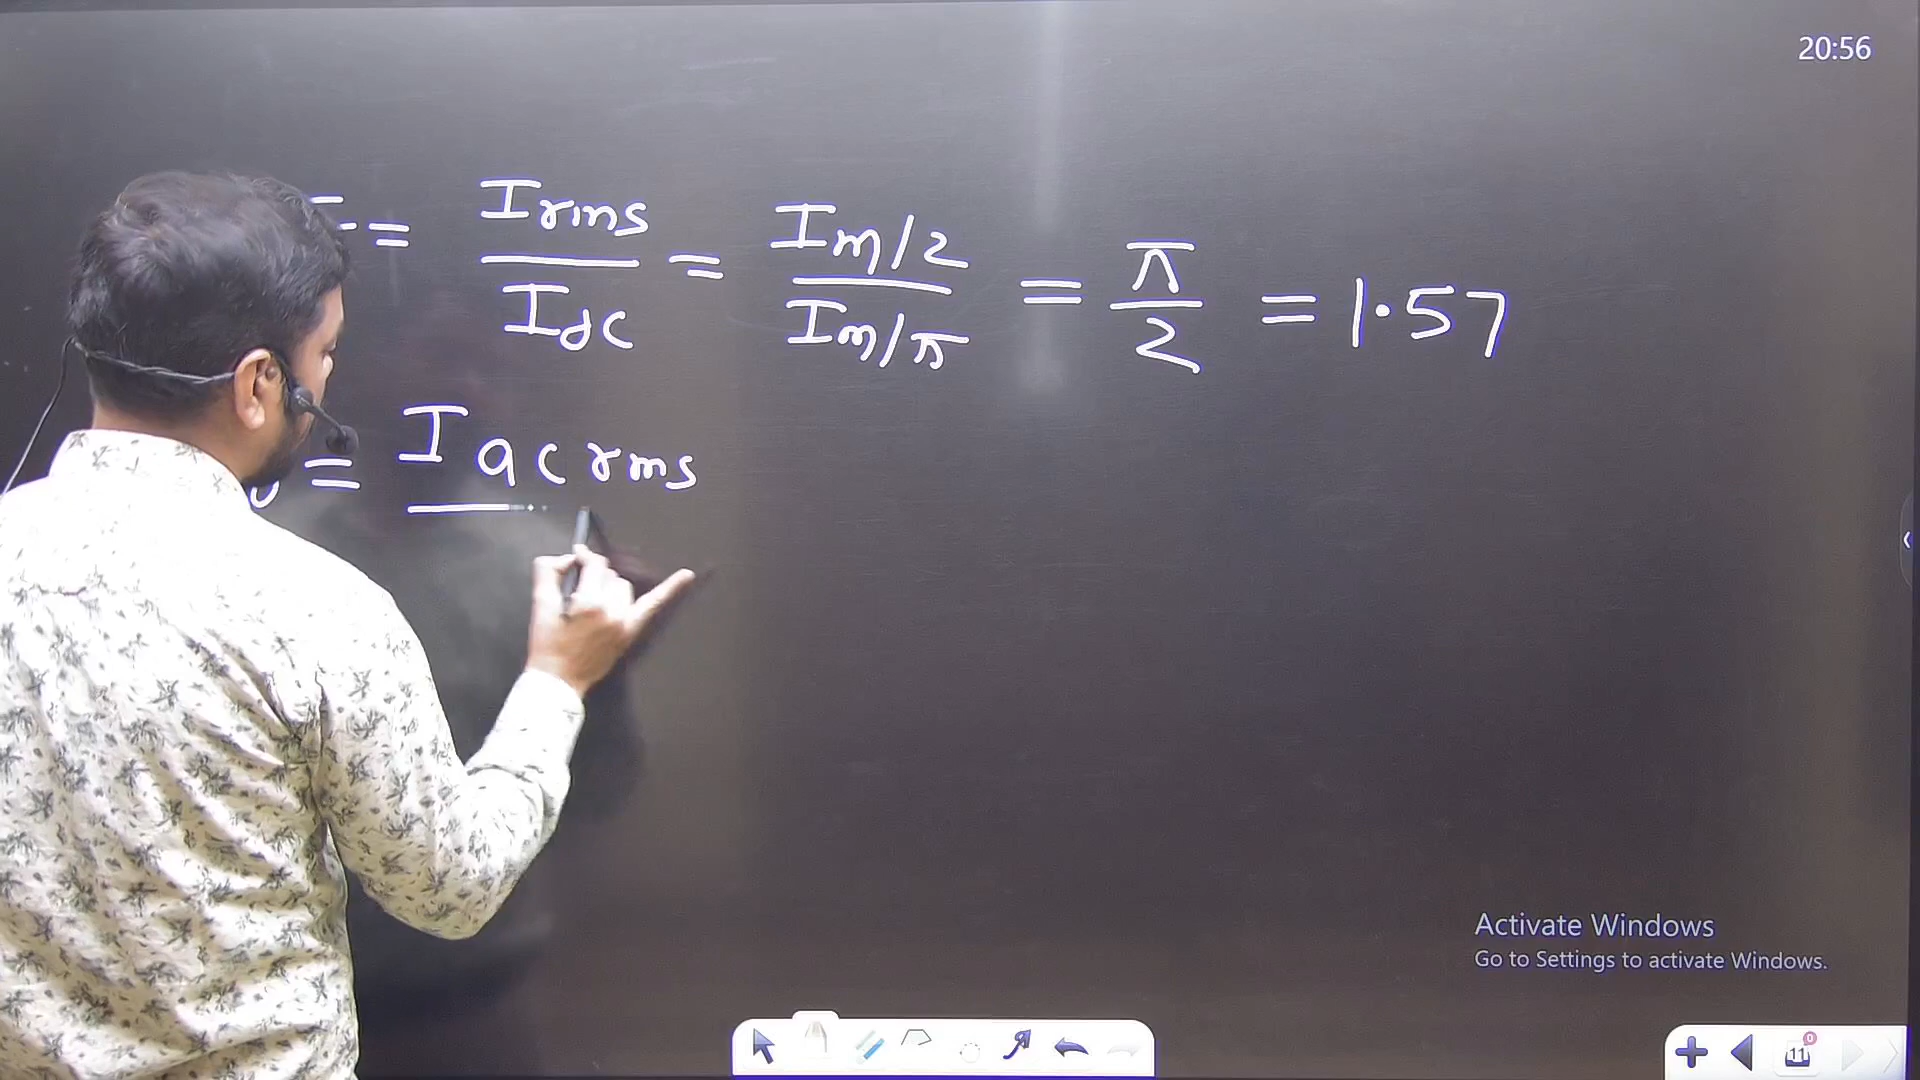 20:56
= Irms / Idc = Im/2 / Im/π = π / 2 = 1.57
= Iac rms
Activate Windows
Go to Settings to activate Windows.
11